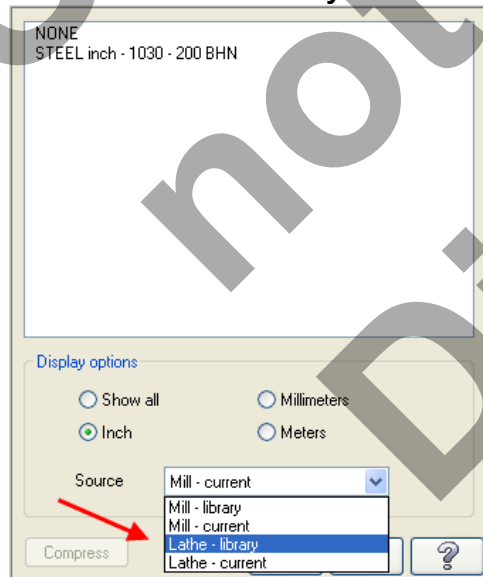 NONE
STEEL inch - 1030 - 200 BHN
Display options
Show all
Millimeters
Inch
Meters
Source
Mill - current
Mill - library
Mill - current
Lathe - library
Lathe - current
Compress
?